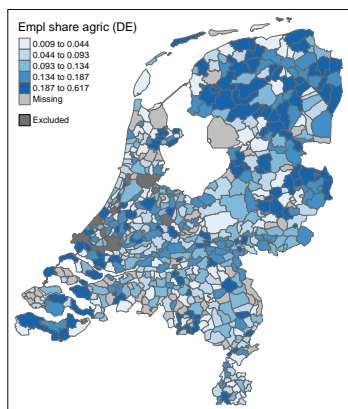 Empl share agric (DE)
0.009 to 0.044
0.044 to 0.093
0.093 to 0.134
0.134 to 0.187
0.187 to 0.617
Missing
Excluded